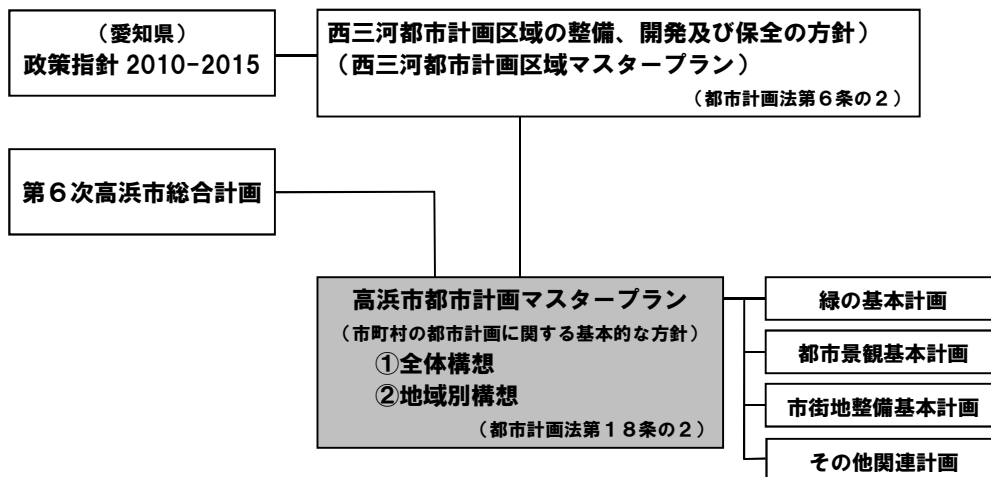 （愛知県）
政策指針 2010-2015
西三河都市計画区域の整備、開発及び保全の方針）
（西三河都市計画区域マスタープラン）
（都市計画法第６条の２）
第６次高浜市総合計画
高浜市都市計画マスタープラン
（市町村の都市計画に関する基本的な方針）
①全体構想
②地域別構想
（都市計画法第１８条の２）
緑の基本計画
都市景観基本計画
市街地整備基本計画
その他関連計画